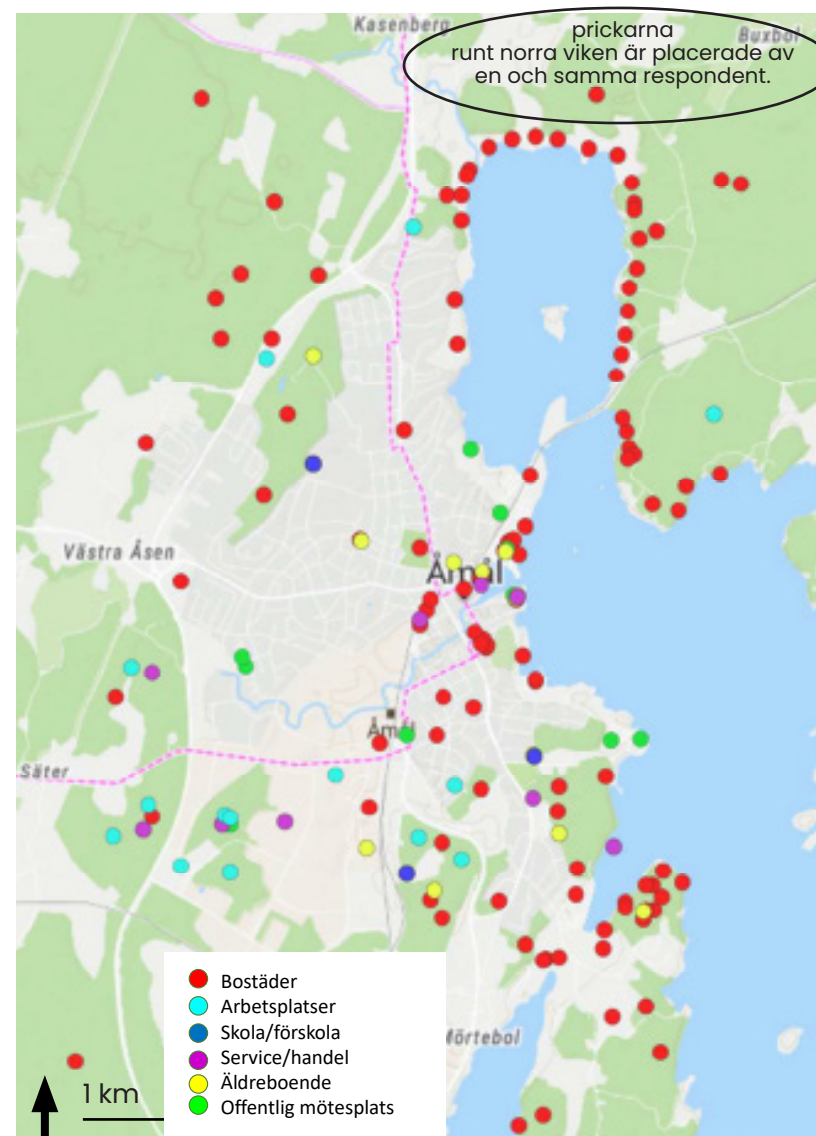 Kasenberg
prickarna
Buxbol
runt norra viken är placerade av
en och samma respondent.
Västra Åsen
Åmål
Åmål
Säter
Bostäder
Arbetsplatser
Skola/förskola
Service/handel
Äldreboende
Offentlig mötesplats
Mörtebol
1 km